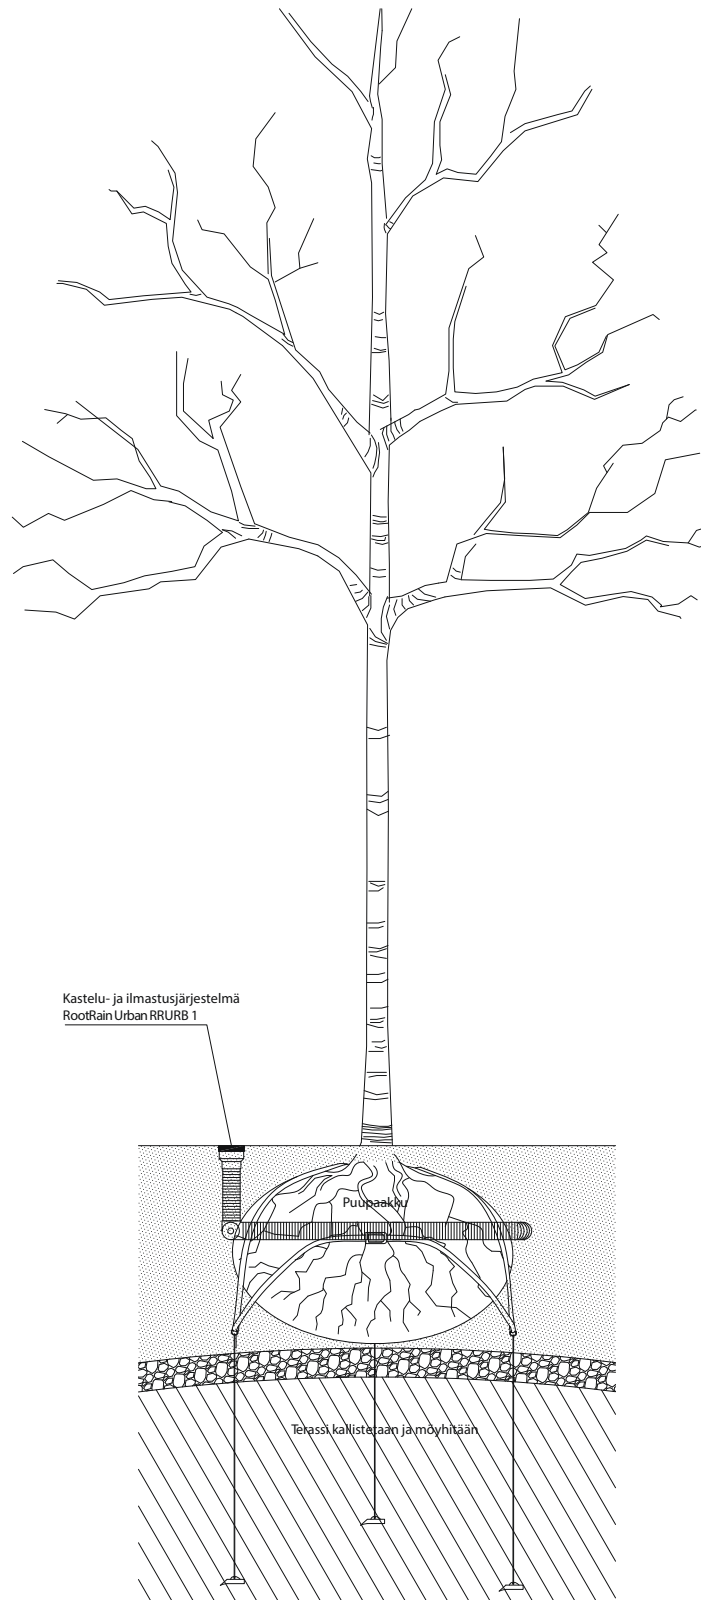 Kastelu- ja ilmastusjärjestelmä
RootRain Urban RRURB 1
Puupaakku
Terassi kallistetaan ja möyhitään